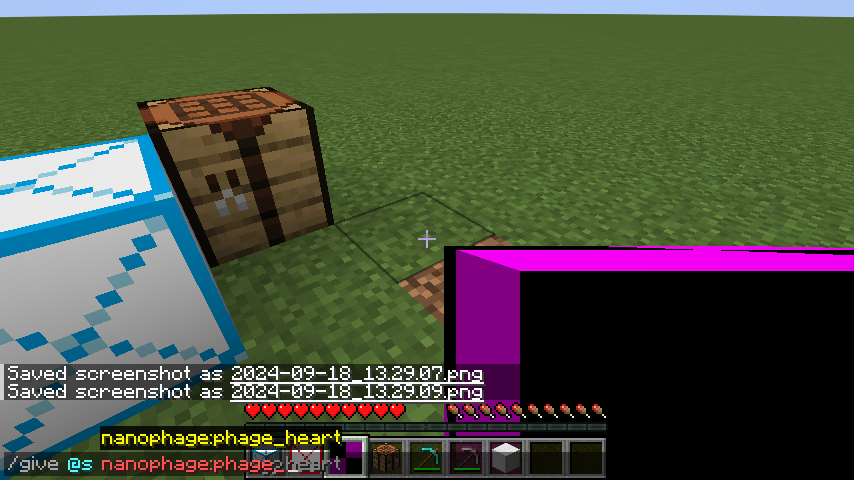 Saved screenshot as 2024-09-18_13.29.07.png
Saved screenshot as 2024-09-18_13.29.09.png
nanophage:phage_heart
/give @s nanophage:phage_heart